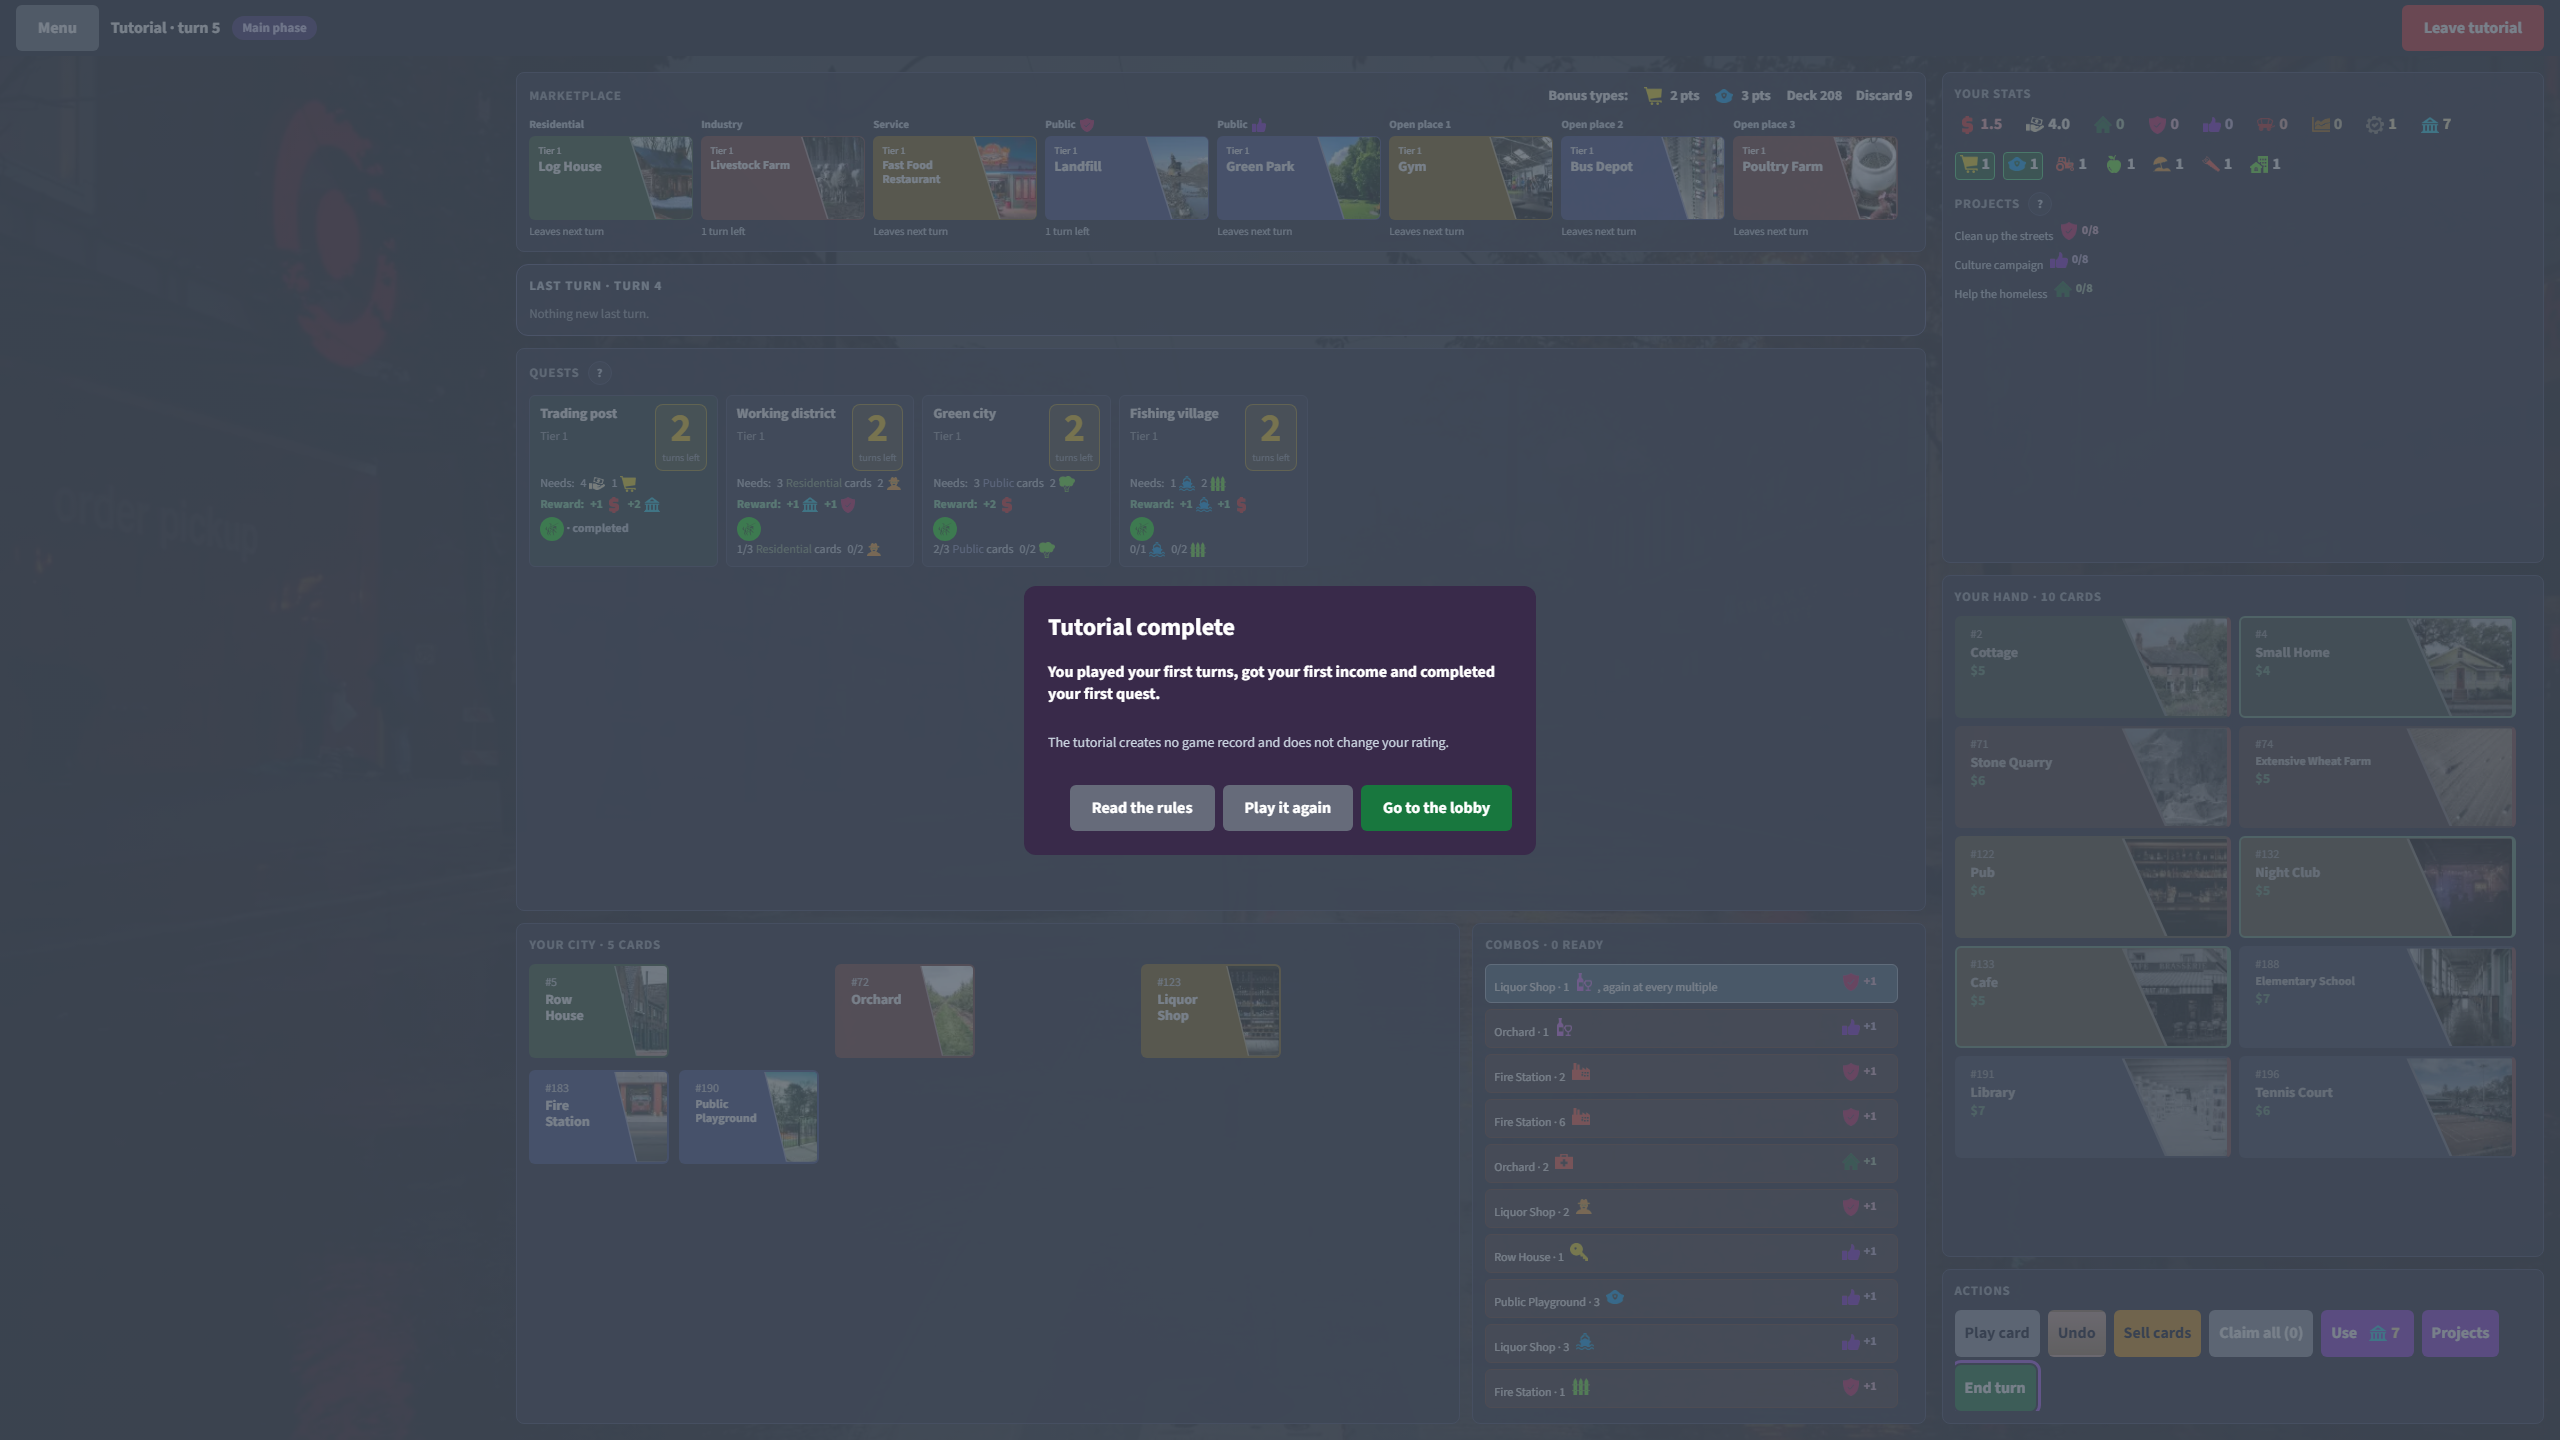 Menu
Tutorial · turn 5
Main phase
Leave tutorial
MARKETPLACE
Bonus types: 2 pts 3 pts Deck 208 Discard 9
Residential
Tier 1
Log House
Leaves next turn
Industry
Tier 1
Livestock Farm
1 turn left
Service
Tier 1
Fast Food
Restaurant
Leaves next turn
Public
Tier 1
Landfill
1 turn left
Public
Tier 1
Green Park
Leaves next turn
Open place 1
Tier 1
Gym
Leaves next turn
Open place 2
Tier 1
Bus Depot
Leaves next turn
Open place 3
Tier 1
Poultry Farm
Leaves next turn
LAST TURN · TURN 4
Nothing new last turn.
QUESTS ?
Trading post
Tier 1
2
turns left
Needs: 4 1
Reward: +1 +2
· completed
Working district
Tier 1
2
turns left
Needs: 3 Residential cards 2
Reward: +1 +1
1/3 Residential cards 0/2
Green city
Tier 1
2
turns left
Needs: 3 Public cards 2
Reward: +2
2/3 Public cards 0/2
Fishing village
Tier 1
2
turns left
Needs: 1 2
Reward: +1 +1
0/1 0/2
order pickup
Tutorial complete
You played your first turns, got your first income and completed
your first quest.
The tutorial creates no game record and does not change your rating.
Read the rules
Play it again
Go to the lobby
YOUR CITY · 5 CARDS
#5
Row
House
#72
Orchard
#123
Liquor
Shop
#183
Fire
Station
#190
Public
Playground
COMBOS · 0 READY
Liquor Shop · 1 , again at every multiple +1
Orchard · 1 +1
Fire Station · 2 +1
Fire Station · 6 +1
Orchard · 2 +1
Liquor Shop · 2 +1
Row House · 1 +1
Public Playground · 3 +1
Liquor Shop · 3 +1
Fire Station · 1 +1
YOUR STATS
1.5 4.0 0 0 0 0 0 1 7
1 1 1 1 1 1 1
PROJECTS ?
Clean up the streets 0/8
Culture campaign 0/8
Help the homeless 0/8
YOUR HAND · 10 CARDS
#2
Cottage
$5
#4
Small Home
$4
#71
Stone Quarry
$6
#74
Extensive Wheat Farm
$5
#122
Pub
$6
#132
Night Club
$5
#133
Cafe
$5
#188
Elementary School
$7
#191
Library
$7
#196
Tennis Court
$6
ACTIONS
Play card
Undo
Sell cards
Claim all (0)
Use 7
Projects
End turn